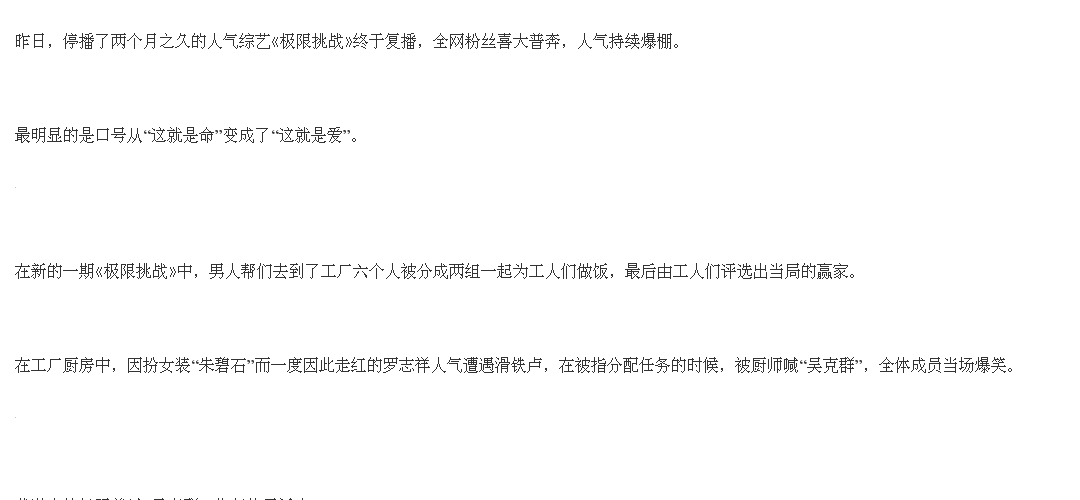 昨日，停播了两个月之久的人气综艺《极限挑战》终于复播，全网粉丝喜大普奔，人气持续爆棚。
最明显的是口号从“这就是命”变成了“这就是爱”。
在新的一期《极限挑战》中，男人帮们去到了工厂六个人被分成两组一起为工人们做饭，最后由工人们评选出当局的赢家。
在工厂厨房中，因扮女装“朱碧石”而一度因此走红的罗志祥人气遭遇滑铁卢，在被指分配任务的时候，被厨师喊“吴克群”，全体成员当场爆笑。